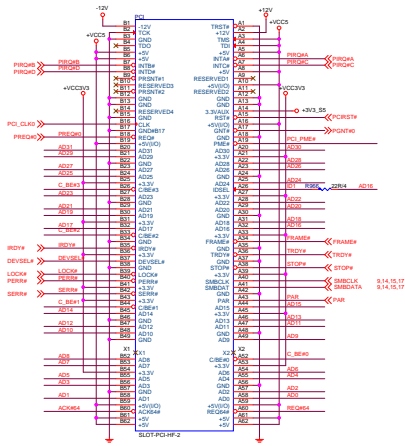 -12V
PCI
+12V
+VCC5
+VCC5
B1 -12V TRST# A1
B2 TCK +12V A2
B3 GND TMS A3
B4 TDO TDI A4
B5 +5V +5V A5
B6 +5V INTA# A6 PIRQ#A PIRQ#A
PIRQ#B PIRQ#B B7 INTB# INTC# A7 PIRQ#C PIRQ#C
PIRQ#D PIRQ#D B8 INTD# +5V A8
B9 PRSNT#1 RESERVED1 A9
B10 RESERVED3 +5V(I/O) A10
B11 PRSNT#2 RESERVED2 A11
+VCC3V3 B12 GND GND A12 +VCC3V3
B13 GND GND A13
B14 RESERVED4 3.3VAUX A14 +3V3_S5
B15 GND RST# A15 PCIRST#
PCI_CLK0 B16 CLK +5V(I/O) A16
B17 GND#B17 GNT# A17 PGNT#0
PREQ#0 PREQ#0 B18 REQ# GND A18
B19 +5V(I/O) PME# A19 PCI_PME#
AD31 B20 AD31 AD30 A20 AD30
AD29 B21 AD29 +3.3V A21
B22 GND AD28 A22 AD28
AD27 B23 AD27 AD26 A23 AD26
AD25 B24 AD25 GND A24
B25 +3.3V AD24 A25 AD24
C_BE#3 B26 C/BE#3 IDSEL A26 ID1 22R/4 AD16
AD23 B27 AD23 +3.3V A27
B28 GND AD22 A28 AD22
AD21 B29 AD21 AD20 A29 AD20
AD19 B30 AD19 GND A30
B31 +3.3V AD18 A31 AD18
AD17 B32 AD17 AD16 A32 AD16
C_BE#2 B33 C/BE#2 +3.3V A33
B34 GND FRAME# A34 FRAME# FRAME#
IRDY# IRDY# B35 IRDY# GND A35
B36 +3.3V TRDY# A36 TRDY# TRDY#
DEVSEL# DEVSEL# B37 DEVSEL# GND A37
B38 GND STOP# A38 STOP# STOP#
LOCK# LOCK# B39 LOCK# +3.3V A39
PERR# PERR# B40 PERR# SMBCLK A40 SMBCLK 9,14,15,17
B41 +3.3V SMBDAT A41 SMBDATA 9,14,15,17
SERR# SERR# B42 SERR# GND A42
B43 +3.3V PAR A43 PAR PAR
C_BE#1 B44 C/BE#1 AD15 A44 AD15
AD14 B45 AD14 +3.3V A45
B46 GND AD13 A46 AD13
AD12 B47 AD12 AD11 A47 AD11
AD10 B48 AD10 GND A48
B49 GND AD9 A49 AD9
X1 X1 X2 X2
AD8 B52 AD8 C_BE#0 A52
AD7 B53 AD7 +3.3V A53
B54 +3.3V AD6 A54 AD6
AD5 B55 AD5 AD4 A55 AD4
AD3 B56 AD3 GND A56
B57 GND AD2 A57 AD2
AD1 B58 AD1 AD0 A58 AD0
B59 +5V(I/O) +5V(I/O) A59
ACK#64 B60 ACK64# REQ64# A60 REQ#64
B61 +5V +5V A61
B62 +5V +5V A62
SLOT-PCI-HF-2